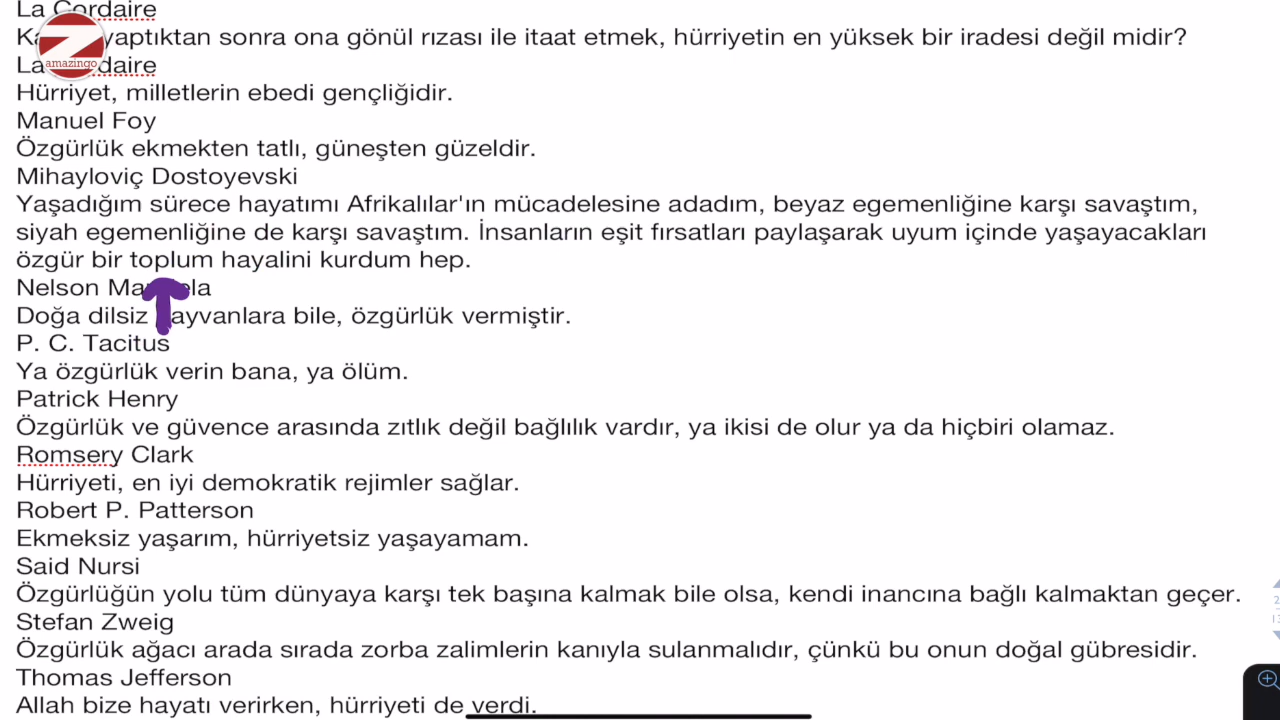 La Cordaire
yaptıktan sonra ona gönül rızası ile itaat etmek, hürriyetin en yüksek bir iradesi değil midir?
amazingo
La Cordaire
Hürriyet, milletlerin ebedi gençliğidir.
Manuel Foy
Özgürlük ekmekten tatlı, güneşten güzeldir.
Mihayloviç Dostoyevski
Yaşadığım sürece hayatımı Afrikalılar'ın mücadelesine adadım, beyaz egemenliğine karşı savaştım,
siyah egemenliğine de karşı savaştım. İnsanların eşit fırsatları paylaşarak uyum içinde yaşayacakları
özgür bir toplum hayalini kurdum hep.
Nelson Mandela
Doğa dilsiz hayvanlara bile, özgürlük vermiştir.
P. C. Tacitus
Ya özgürlük verin bana, ya ölüm.
Patrick Henry
Özgürlük ve güvence arasında zıtlık değil bağlılık vardır, ya ikisi de olur ya da hiçbiri olamaz.
Romsery Clark
Hürriyeti, en iyi demokratik rejimler sağlar.
Robert P. Patterson
Ekmeksiz yaşarım, hürriyetsiz yaşayamam.
Said Nursi
Özgürlüğün yolu tüm dünyaya karşı tek başına kalmak bile olsa, kendi inancına bağlı kalmaktan geçer.
Stefan Zweig
Özgürlük ağacı arada sırada zorba zalimlerin kanıyla sulanmalıdır, çünkü bu onun doğal gübresidir.
Thomas Jefferson
Allah bize hayatı verirken, hürriyeti de verdi.